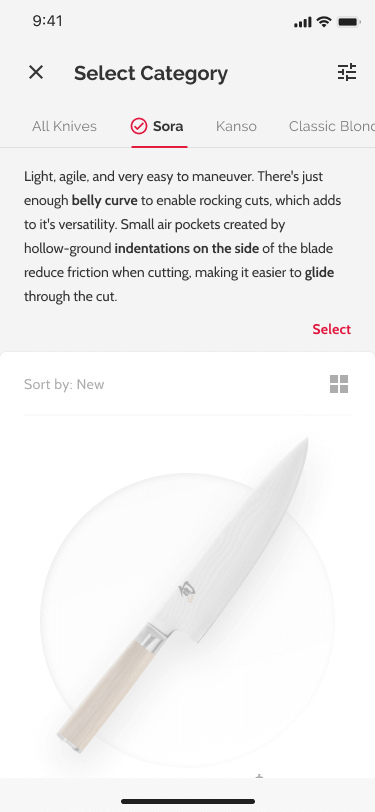 9:41
Select Category
All Knives Sora Kanso Classic Blond
Light, agile, and very easy to maneuver. There's just
enough belly curve to enable rocking cuts, which adds
to it's versatility. Small air pockets created by
hollow-ground indentations on the side of the blade
reduce friction when cutting, making it easier to glide
through the cut.
Select
Sort by: New